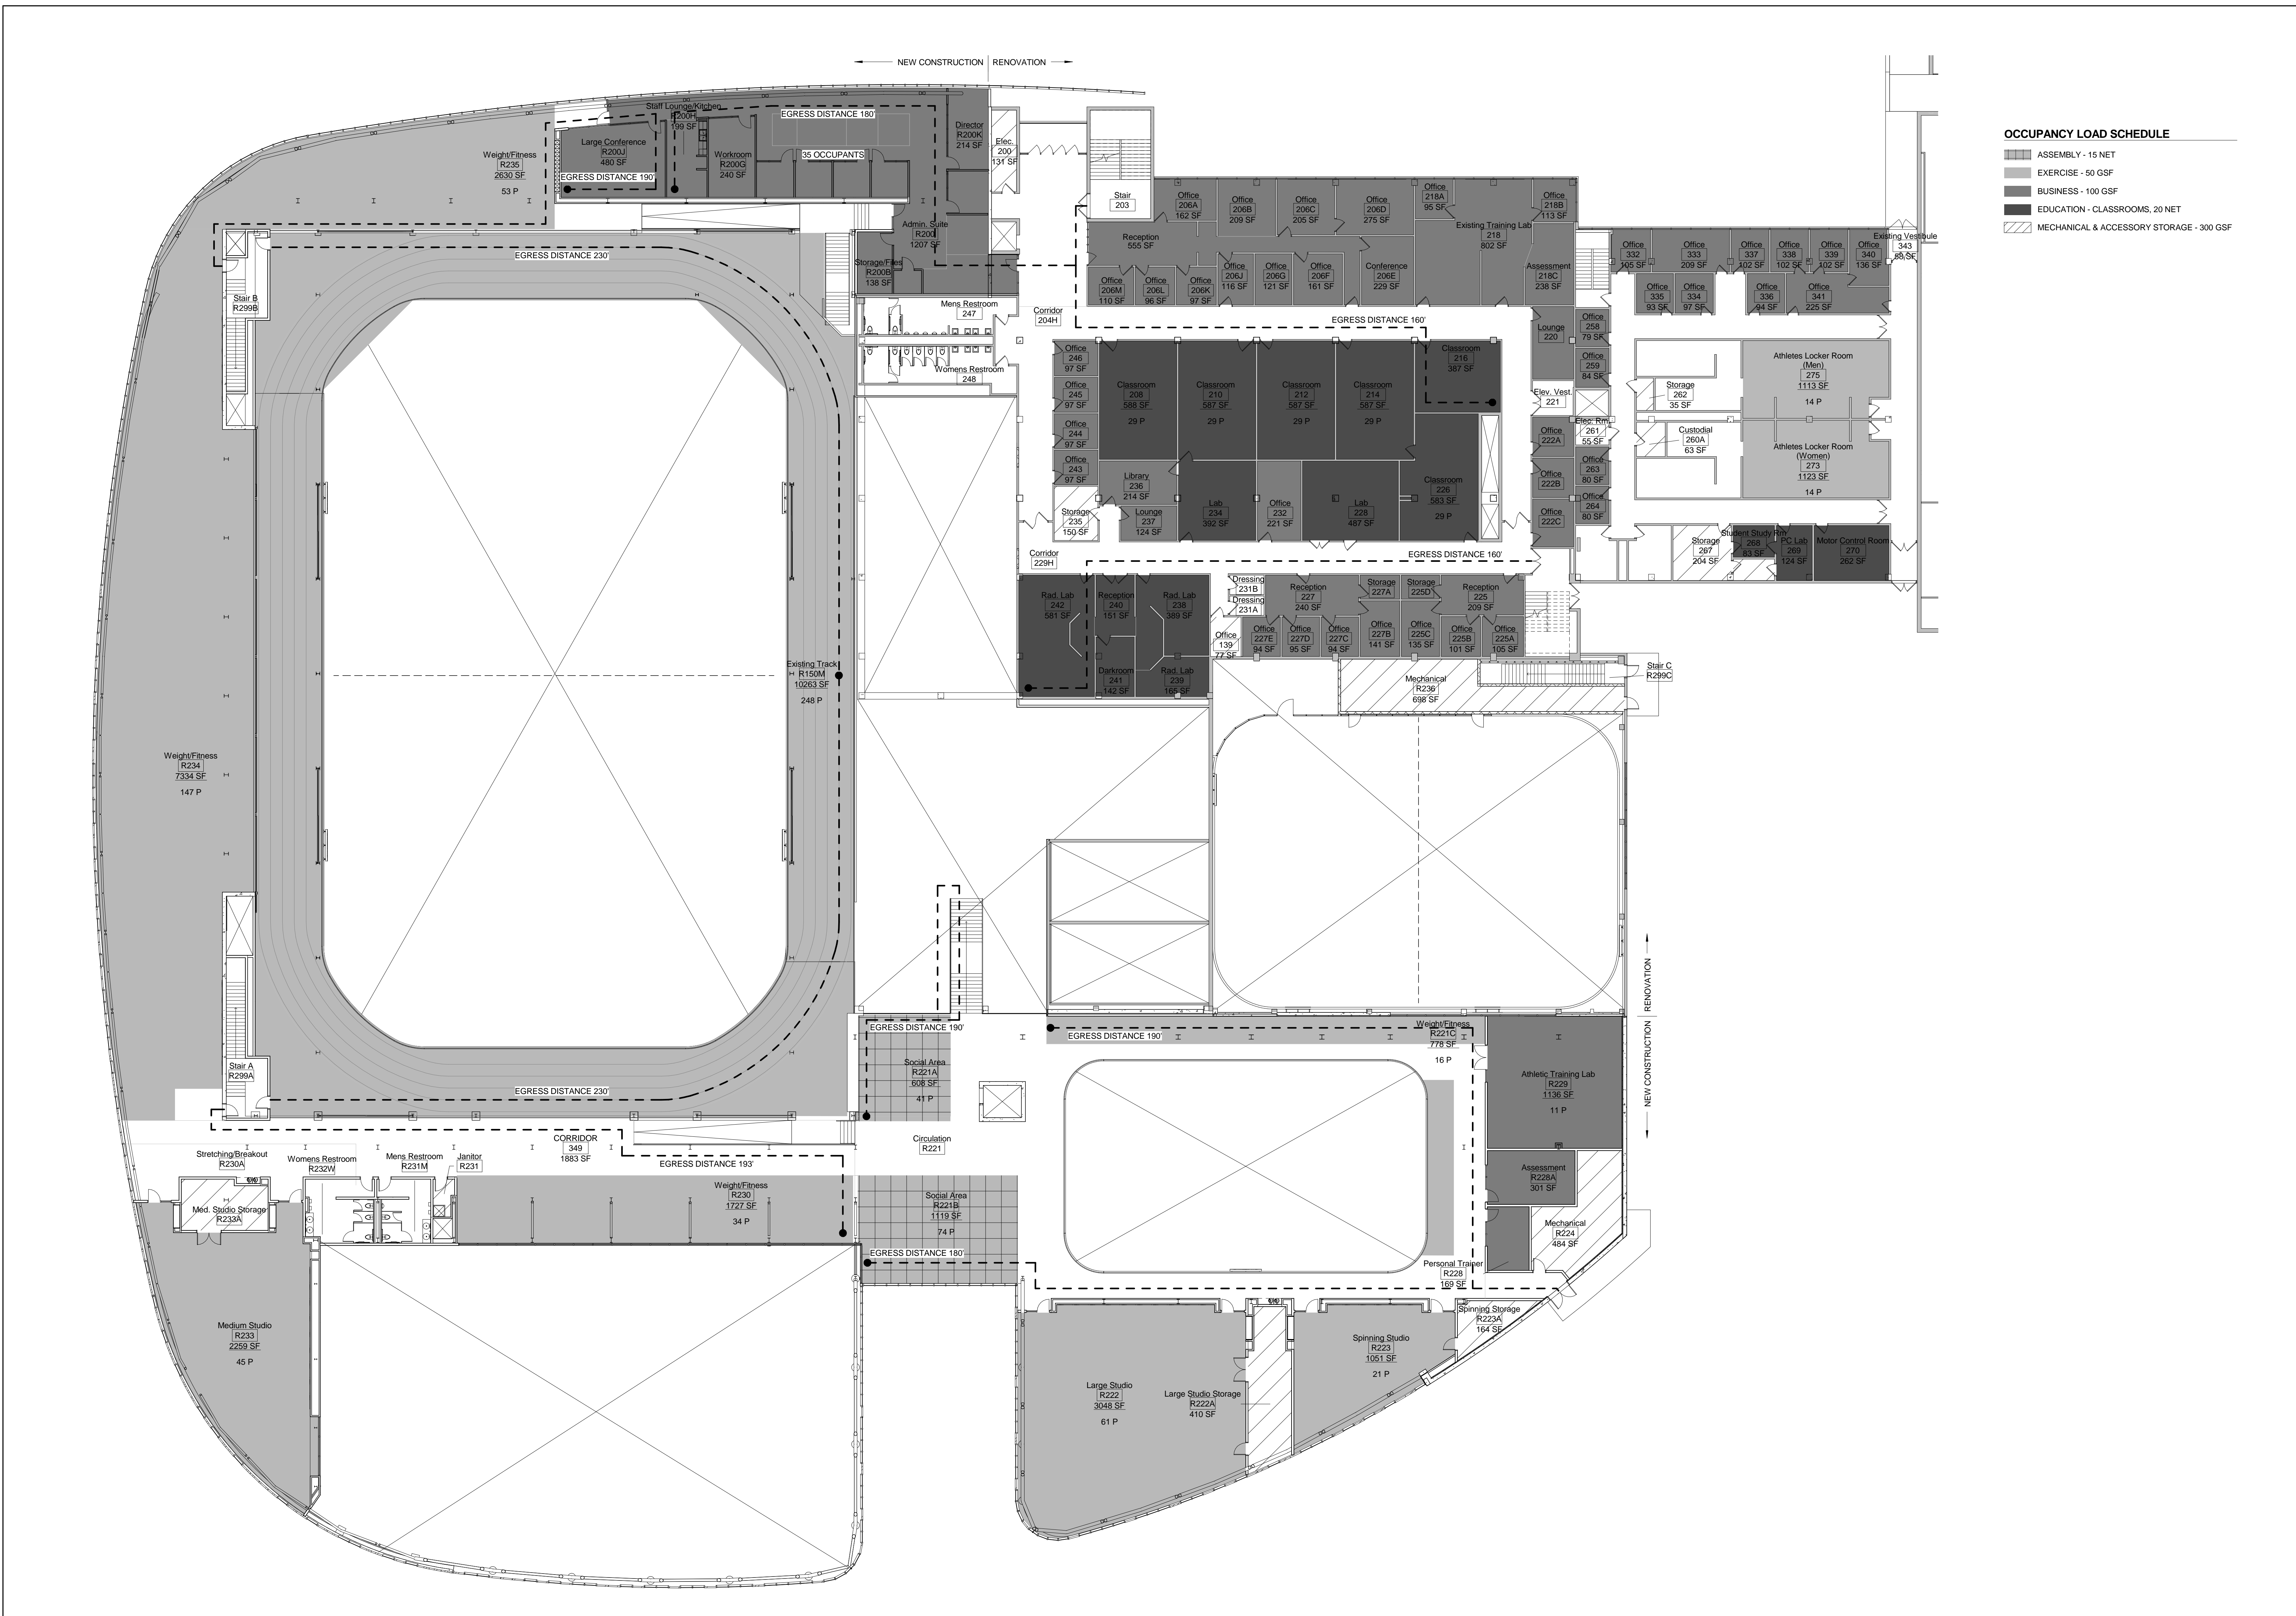 NEW CONSTRUCTION
RENOVATION
OCCUPANCY LOAD SCHEDULE
ASSEMBLY - 15 NET
EXERCISE - 50 GSF
BUSINESS - 100 GSF
EDUCATION - CLASSROOMS, 20 NET
MECHANICAL & ACCESSORY STORAGE - 300 GSF
Staff Lounge/Kitchen
R200H
199 SF
EGRESS DISTANCE 180'
35 OCCUPANTS
Director
R200K
214 SF
Large Conference
R200J
480 SF
EGRESS DISTANCE 190'
Workroom
R200G
240 SF
Weight/Fitness
R235
2630 SF
53 P
Elec.
200
131 SF
Stair
203
Admin. Suite
R200
1207 SF
Storage/Files
R200B
138 SF
EGRESS DISTANCE 230'
Stair B
R299B
Mens Restroom
247
Womens Restroom
248
Corridor
204H
Office
206A
162 SF
Office
206B
209 SF
Office
206C
205 SF
Office
206D
275 SF
Office
218A
95 SF
Existing Training Lab
218
802 SF
Office
218B
113 SF
Reception
555 SF
Office
206M
110 SF
Office
206L
96 SF
Office
206K
97 SF
Office
206J
116 SF
Office
206G
121 SF
Office
206F
161 SF
Conference
206E
229 SF
Assessment
218C
238 SF
EGRESS DISTANCE 160'
Office
332
105 SF
Office
333
209 SF
Office
337
102 SF
Office
338
102 SF
Office
339
102 SF
Office
340
136 SF
Existing Vestibule
343
58 SF
Office
335
93 SF
Office
334
97 SF
Office
336
94 SF
Office
341
225 SF
Lounge
220
Office
258
79 SF
Office
259
84 SF
Elev. Vest.
221
Elec. Rm.
261
55 SF
Office
222A
Office
222B
Office
222C
Office
263
80 SF
Office
264
80 SF
Storage
262
35 SF
Custodial
260A
63 SF
Athletes Locker Room
(Men)
275
1113 SF
14 P
Athletes Locker Room
(Women)
273
1123 SF
14 P
Office
246
97 SF
Office
245
97 SF
Office
244
97 SF
Office
243
97 SF
Classroom
208
588 SF
29 P
Classroom
210
587 SF
29 P
Classroom
212
587 SF
29 P
Classroom
214
587 SF
29 P
Classroom
216
387 SF
Library
236
214 SF
Storage
235
150 SF
Lounge
237
124 SF
Lab
234
392 SF
Office
232
221 SF
Lab
228
487 SF
Classroom
226
583 SF
29 P
Storage
267
204 SF
Student Study Rm
268
83 SF
PC Lab
269
124 SF
Motor Control Room
270
262 SF
Corridor
229H
EGRESS DISTANCE 160'
Rad. Lab
242
581 SF
Reception
240
151 SF
Rad. Lab
238
389 SF
Darkroom
241
142 SF
Rad. Lab
239
165 SF
Dressing
231B
Dressing
231A
Office
139
77 SF
Reception
227
240 SF
Storage
227A
Storage
225D
Reception
225
209 SF
Office
227E
94 SF
Office
227D
95 SF
Office
227C
94 SF
Office
227B
141 SF
Office
225C
135 SF
Office
225B
101 SF
Office
225A
105 SF
Mechanical
R236
698 SF
Stair C
R299C
Existing Track
R150M
10263 SF
248 P
Weight/Fitness
R234
7334 SF
147 P
RENOVATION
NEW CONSTRUCTION
EGRESS DISTANCE 190'
Social Area
R221A
608 SF
41 P
EGRESS DISTANCE 190'
Weight/Fitness
R221C
778 SF
16 P
Athletic Training Lab
R229
1136 SF
11 P
Stair A
R299A
EGRESS DISTANCE 230'
CORRIDOR
349
1883 SF
Circulation
R221
EGRESS DISTANCE 193'
Stretching/Breakout
R230A
Womens Restroom
R232W
Mens Restroom
R231M
Janitor
R231
Med. Studio Storage
R233A
Weight/Fitness
R230
1727 SF
34 P
Social Area
R221B
1119 SF
74 P
EGRESS DISTANCE 180'
Assessment
R228A
301 SF
Mechanical
R224
484 SF
Personal Trainer
R228
169 SF
Spinning Storage
R223A
164 SF
Medium Studio
R233
2259 SF
45 P
Large Studio
R222
3048 SF
61 P
Large Studio Storage
R222A
410 SF
Spinning Studio
R223
1051 SF
21 P